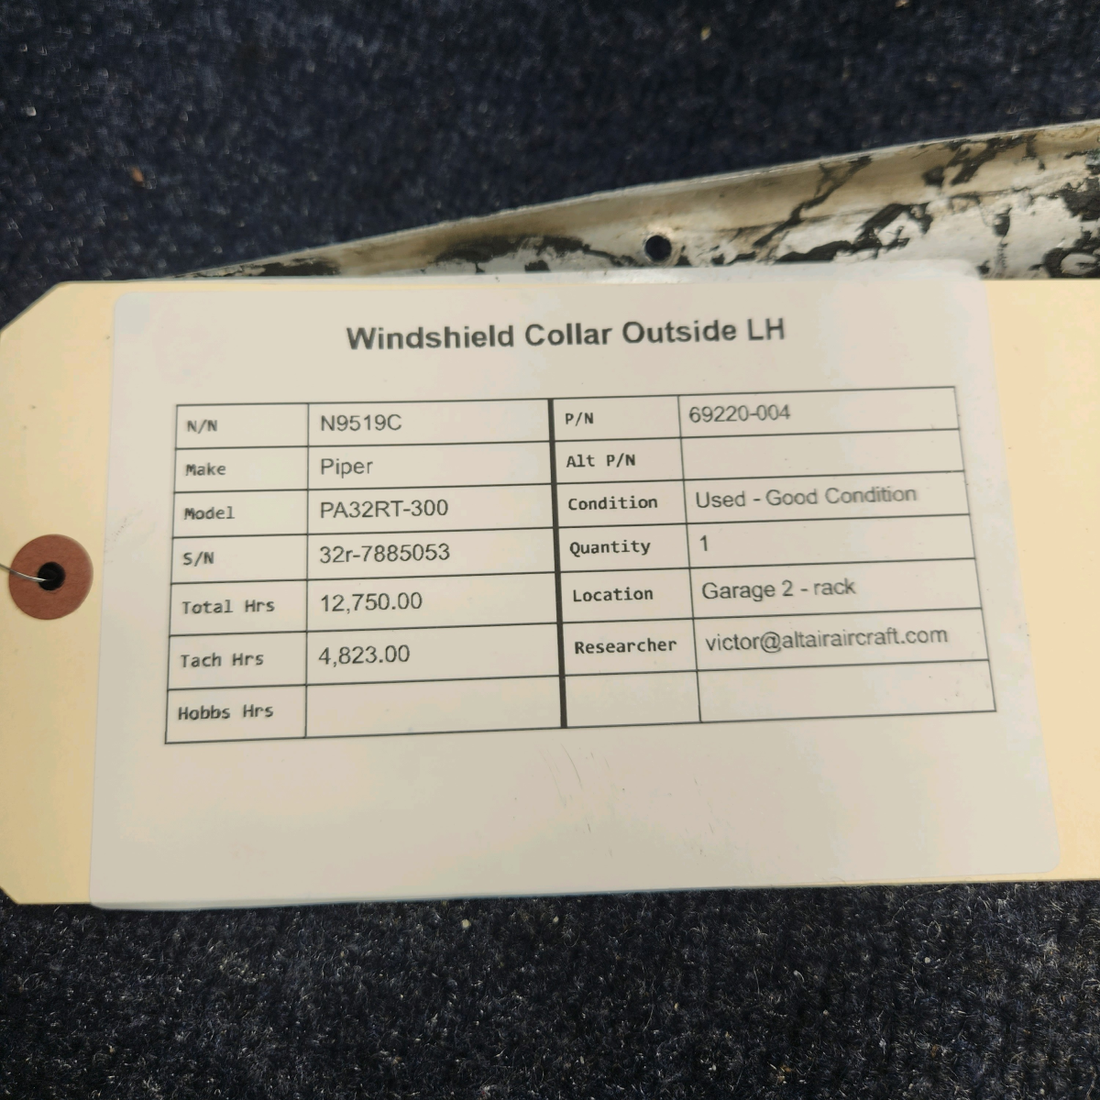 Windshield Collar Outside LH
N/N N9519C P/N 69220-004
Make Piper Alt P/N
Model PA32RT-300 Condition Used - Good Condition
S/N 32r-7885053 Quantity 1
Total Hrs 12,750.00 Location Garage 2 - rack
Tach Hrs 4,823.00 Researcher victor@altairaircraft.com
Hobbs Hrs